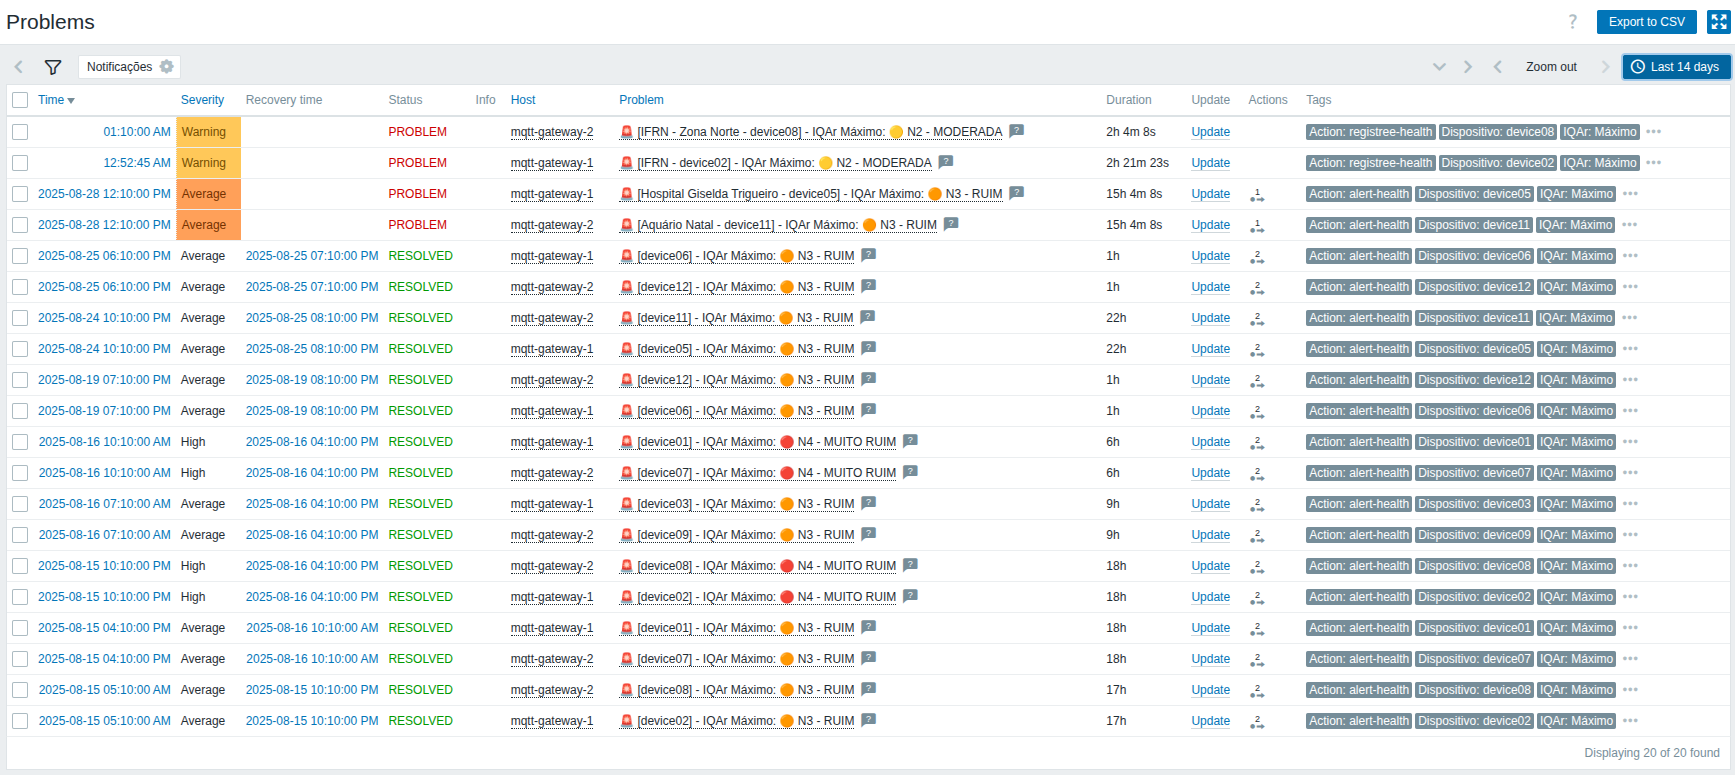 Problems
? Export to CSV
Notificações Zoom out Last 14 days
Time Severity Recovery time Status Info Host Problem Duration Update Actions Tags
01:10:00 AM Warning PROBLEM mqtt-gateway-2 🚨 [IFRN - Zona Norte - device08] - IQAr Máximo: 🟡 N2 - MODERADA ? 2h 4m 8s Update Action: registree-health Dispositivo: device08 IQAr: Máximo •••
12:52:45 AM Warning PROBLEM mqtt-gateway-1 🚨 [IFRN - device02] - IQAr Máximo: 🟡 N2 - MODERADA ? 2h 21m 23s Update Action: registree-health Dispositivo: device02 IQAr: Máximo •••
2025-08-28 12:10:00 PM Average PROBLEM mqtt-gateway-1 🚨 [Hospital Giselda Trigueiro - device05] - IQAr Máximo: 🟠 N3 - RUIM ? 15h 4m 8s Update 1 Action: alert-health Dispositivo: device05 IQAr: Máximo •••
2025-08-28 12:10:00 PM Average PROBLEM mqtt-gateway-2 🚨 [Aquário Natal - device11] - IQAr Máximo: 🟠 N3 - RUIM ? 15h 4m 8s Update 1 Action: alert-health Dispositivo: device11 IQAr: Máximo •••
2025-08-25 06:10:00 PM Average 2025-08-25 07:10:00 PM RESOLVED mqtt-gateway-1 🚨 [device06] - IQAr Máximo: 🟠 N3 - RUIM ? 1h Update 2 Action: alert-health Dispositivo: device06 IQAr: Máximo •••
2025-08-25 06:10:00 PM Average 2025-08-25 07:10:00 PM RESOLVED mqtt-gateway-2 🚨 [device12] - IQAr Máximo: 🟠 N3 - RUIM ? 1h Update 2 Action: alert-health Dispositivo: device12 IQAr: Máximo •••
2025-08-24 10:10:00 PM Average 2025-08-25 08:10:00 PM RESOLVED mqtt-gateway-2 🚨 [device11] - IQAr Máximo: 🟠 N3 - RUIM ? 22h Update 2 Action: alert-health Dispositivo: device11 IQAr: Máximo •••
2025-08-24 10:10:00 PM Average 2025-08-25 08:10:00 PM RESOLVED mqtt-gateway-1 🚨 [device05] - IQAr Máximo: 🟠 N3 - RUIM ? 22h Update 2 Action: alert-health Dispositivo: device05 IQAr: Máximo •••
2025-08-19 07:10:00 PM Average 2025-08-19 08:10:00 PM RESOLVED mqtt-gateway-2 🚨 [device12] - IQAr Máximo: 🟠 N3 - RUIM ? 1h Update 2 Action: alert-health Dispositivo: device12 IQAr: Máximo •••
2025-08-19 07:10:00 PM Average 2025-08-19 08:10:00 PM RESOLVED mqtt-gateway-1 🚨 [device06] - IQAr Máximo: 🟠 N3 - RUIM ? 1h Update 2 Action: alert-health Dispositivo: device06 IQAr: Máximo •••
2025-08-16 10:10:00 AM High 2025-08-16 04:10:00 PM RESOLVED mqtt-gateway-1 🚨 [device01] - IQAr Máximo: 🔴 N4 - MUITO RUIM ? 6h Update 2 Action: alert-health Dispositivo: device01 IQAr: Máximo •••
2025-08-16 10:10:00 AM High 2025-08-16 04:10:00 PM RESOLVED mqtt-gateway-2 🚨 [device07] - IQAr Máximo: 🔴 N4 - MUITO RUIM ? 6h Update 2 Action: alert-health Dispositivo: device07 IQAr: Máximo •••
2025-08-16 07:10:00 AM Average 2025-08-16 04:10:00 PM RESOLVED mqtt-gateway-1 🚨 [device03] - IQAr Máximo: 🟠 N3 - RUIM ? 9h Update 2 Action: alert-health Dispositivo: device03 IQAr: Máximo •••
2025-08-16 07:10:00 AM Average 2025-08-16 04:10:00 PM RESOLVED mqtt-gateway-2 🚨 [device09] - IQAr Máximo: 🟠 N3 - RUIM ? 9h Update 2 Action: alert-health Dispositivo: device09 IQAr: Máximo •••
2025-08-15 10:10:00 PM High 2025-08-16 04:10:00 PM RESOLVED mqtt-gateway-2 🚨 [device08] - IQAr Máximo: 🔴 N4 - MUITO RUIM ? 18h Update 2 Action: alert-health Dispositivo: device08 IQAr: Máximo •••
2025-08-15 10:10:00 PM High 2025-08-16 04:10:00 PM RESOLVED mqtt-gateway-1 🚨 [device02] - IQAr Máximo: 🔴 N4 - MUITO RUIM ? 18h Update 2 Action: alert-health Dispositivo: device02 IQAr: Máximo •••
2025-08-15 04:10:00 PM Average 2025-08-16 10:10:00 AM RESOLVED mqtt-gateway-1 🚨 [device01] - IQAr Máximo: 🟠 N3 - RUIM ? 18h Update 2 Action: alert-health Dispositivo: device01 IQAr: Máximo •••
2025-08-15 04:10:00 PM Average 2025-08-16 10:10:00 AM RESOLVED mqtt-gateway-2 🚨 [device07] - IQAr Máximo: 🟠 N3 - RUIM ? 18h Update 2 Action: alert-health Dispositivo: device07 IQAr: Máximo •••
2025-08-15 05:10:00 AM Average 2025-08-15 10:10:00 PM RESOLVED mqtt-gateway-2 🚨 [device08] - IQAr Máximo: 🟠 N3 - RUIM ? 17h Update 2 Action: alert-health Dispositivo: device08 IQAr: Máximo •••
2025-08-15 05:10:00 AM Average 2025-08-15 10:10:00 PM RESOLVED mqtt-gateway-1 🚨 [device02] - IQAr Máximo: 🟠 N3 - RUIM ? 17h Update 2 Action: alert-health Dispositivo: device02 IQAr: Máximo •••
Displaying 20 of 20 found